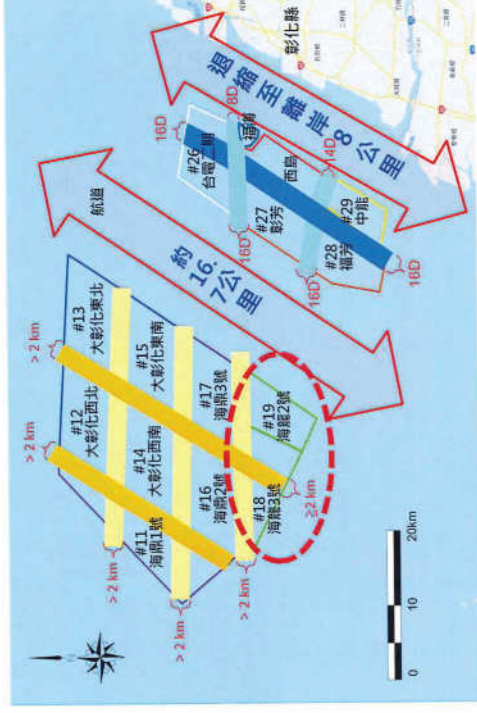 > 2 km
> 2 km
#13
大彰化東北
#12
大彰化西北
#15
大彰化東南
#11
海鼎1號
#14
大彰化西南
#17
海鼎3號
#16
海鼎2號
#19
海龍2號
#18
海龍3號
> 2 km
> 2 km
> 2 km
≧2 km
航道
約16.
7公里
16D
#26
台電二期
8D
福海
#27
彰芳
西島
16D
14D
#28
福芳
#29
中能
16D
16D
退縮至離岸8公里
彰化縣
0
10
20km